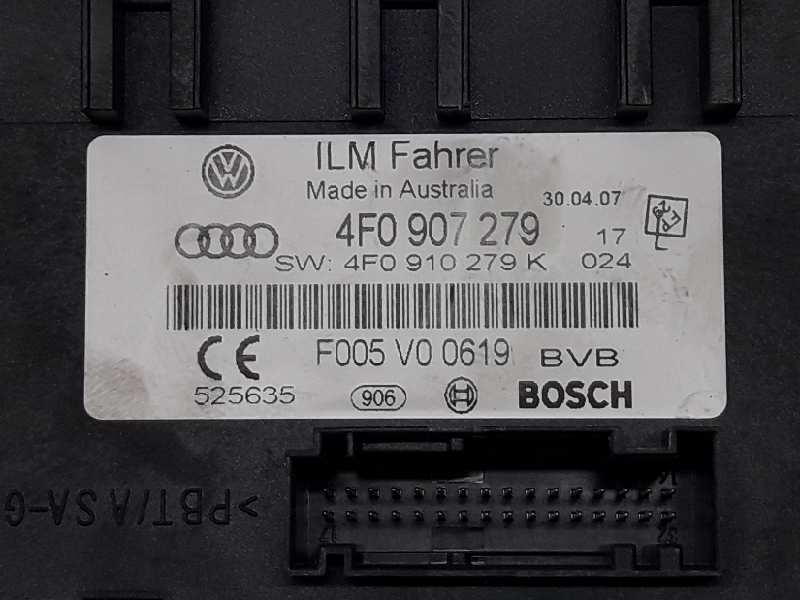 ILM Fahrer
Made in Australia
30.04.07
4F0 907 279
17
SW: 4F0 910 279 K
024
F005 V0 0619
BVB
525635
906
BOSCH
>PBT/ASA-G